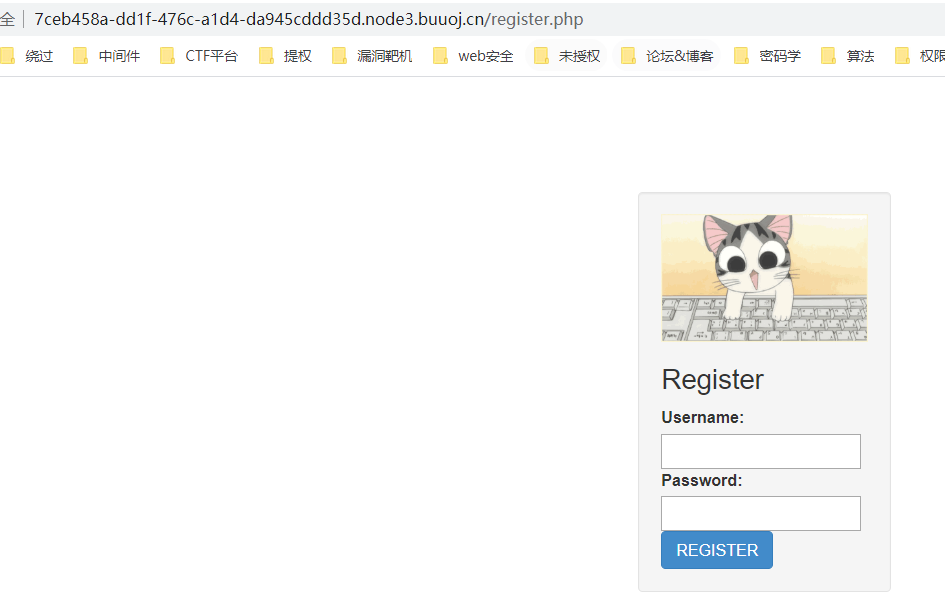 全 7ceb458a-dd1f-476c-a1d4-da945cddd35d.node3.buuoj.cn/register.php
绕过 中间件 CTF平台 提权 漏洞靶机 web安全 未授权 论坛&博客 密码学 算法 权限
Register
Username:
Password:
REGISTER